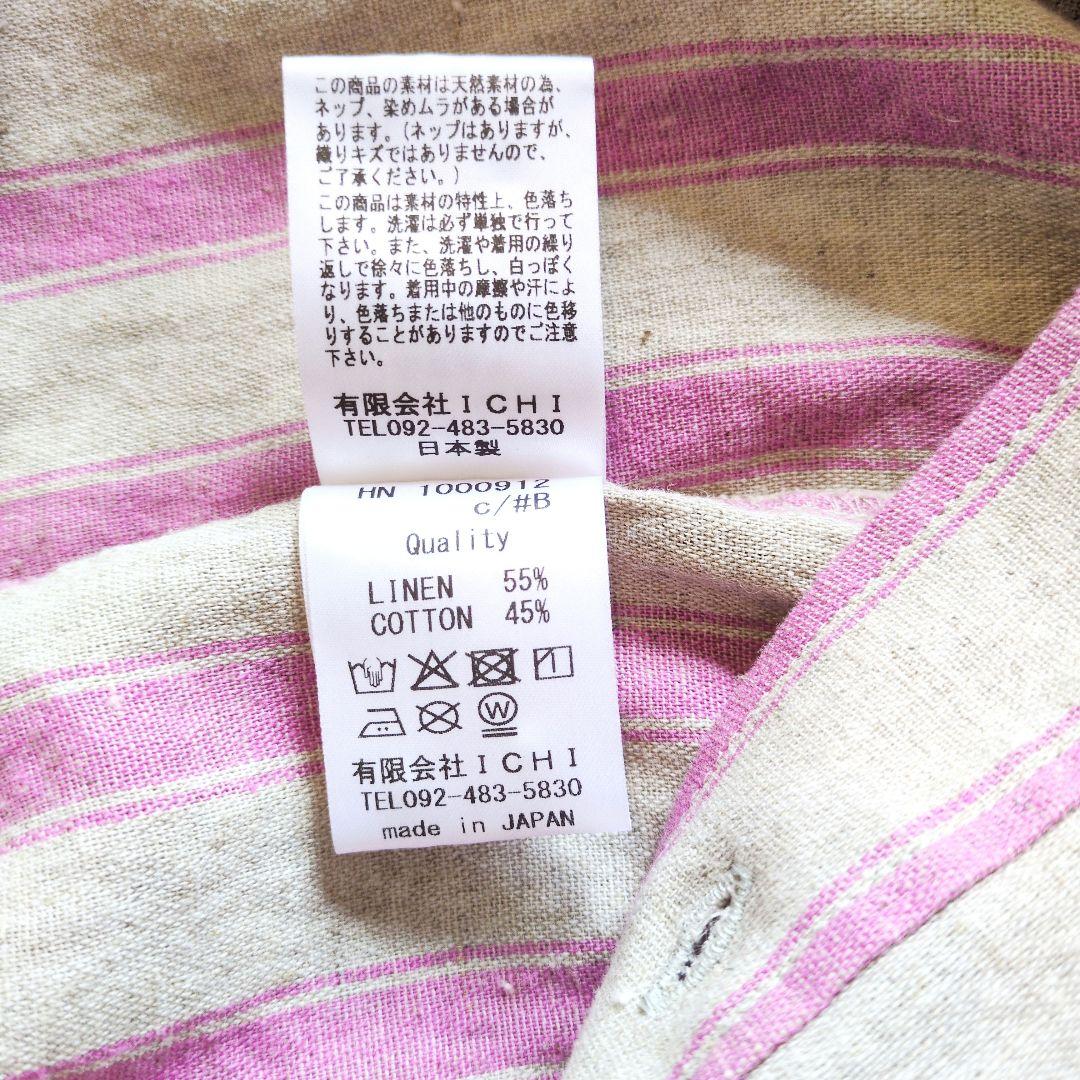 この商品の素材は天然素材の為、
ネップ、染めムラがある場合が
あります。(ネップはありますが、
織りキズではありませんので、
ご了承ください。)
この商品は素材の特性上、色落ち
します。洗濯は必ず単独で行って
下さい。また、洗濯や着用の繰り
返しで徐々に色落ちし、白っぽく
なります。着用中の摩擦や汗によ
り、色落ちまたは他のものに色移
りすることがありますのでご注意
下さい。
有限会社ICHI
TEL092-483-5830
日本製
HN 1000912
c/#B
Quality
LINEN 55%
COTTON 45%
W
有限会社ICHI
TEL092-483-5830
made in JAPAN